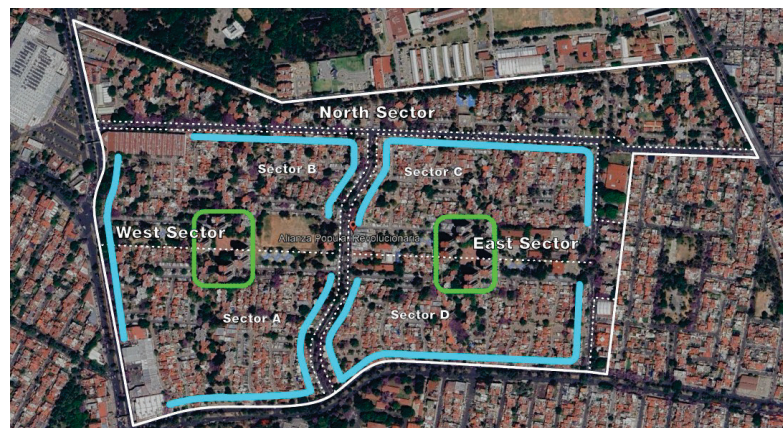 North Sector
Sector B
Sector C
West Sector
Alianza Popular Revolucionaria
East Sector
Sector A
Sector D